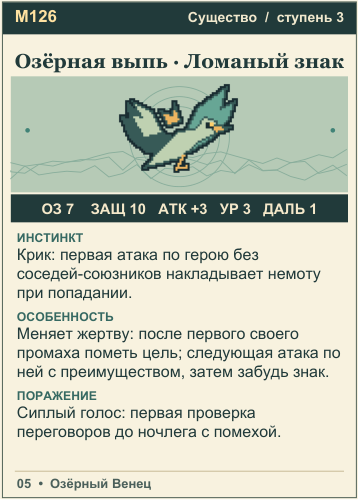 М126
Существо / ступень 3
Озёрная выпь · Ломаный знак
ОЗ 7 ЗАЩ 10 АТК +3 УР 3 ДАЛЬ 1
ИНСТИНКТ
Крик: первая атака по герою без
соседей-союзников накладывает немоту
при попадании.
ОСОБЕННОСТЬ
Меняет жертву: после первого своего
промаха пометь цель; следующая атака по
ней с преимуществом, затем забудь знак.
ПОРАЖЕНИЕ
Сиплый голос: первая проверка
переговоров до ночлега с помехой.
05 • Озёрный Венец